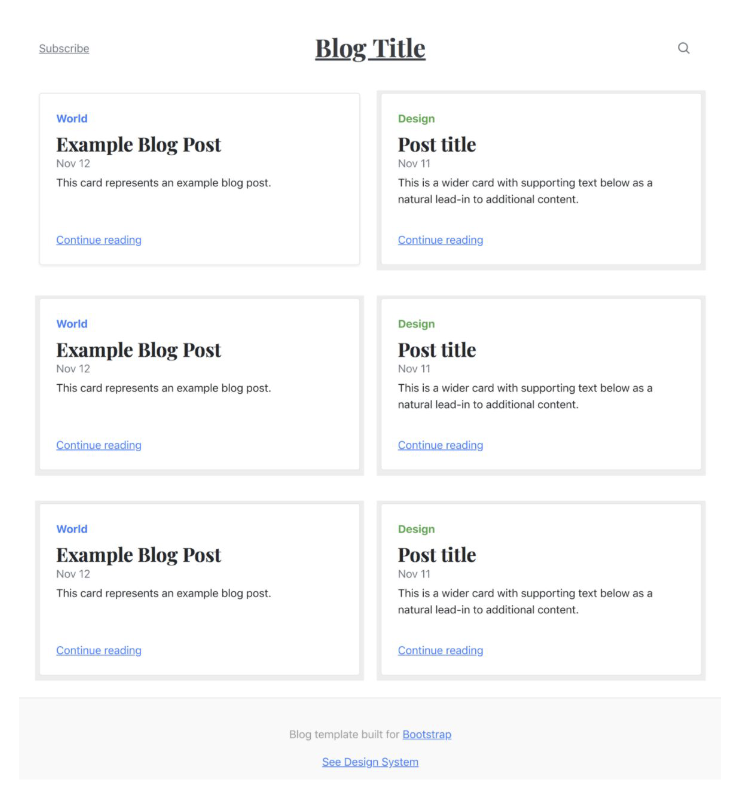 Subscribe
Blog Title
World
Example Blog Post
Nov 12
This card represents an example blog post.
Continue reading
Design
Post title
Nov 11
This is a wider card with supporting text below as a
natural lead-in to additional content.
Continue reading
World
Example Blog Post
Nov 12
This card represents an example blog post.
Continue reading
Design
Post title
Nov 11
This is a wider card with supporting text below as a
natural lead-in to additional content.
Continue reading
World
Example Blog Post
Nov 12
This card represents an example blog post.
Continue reading
Design
Post title
Nov 11
This is a wider card with supporting text below as a
natural lead-in to additional content.
Continue reading
Blog template built for Bootstrap
See Design System